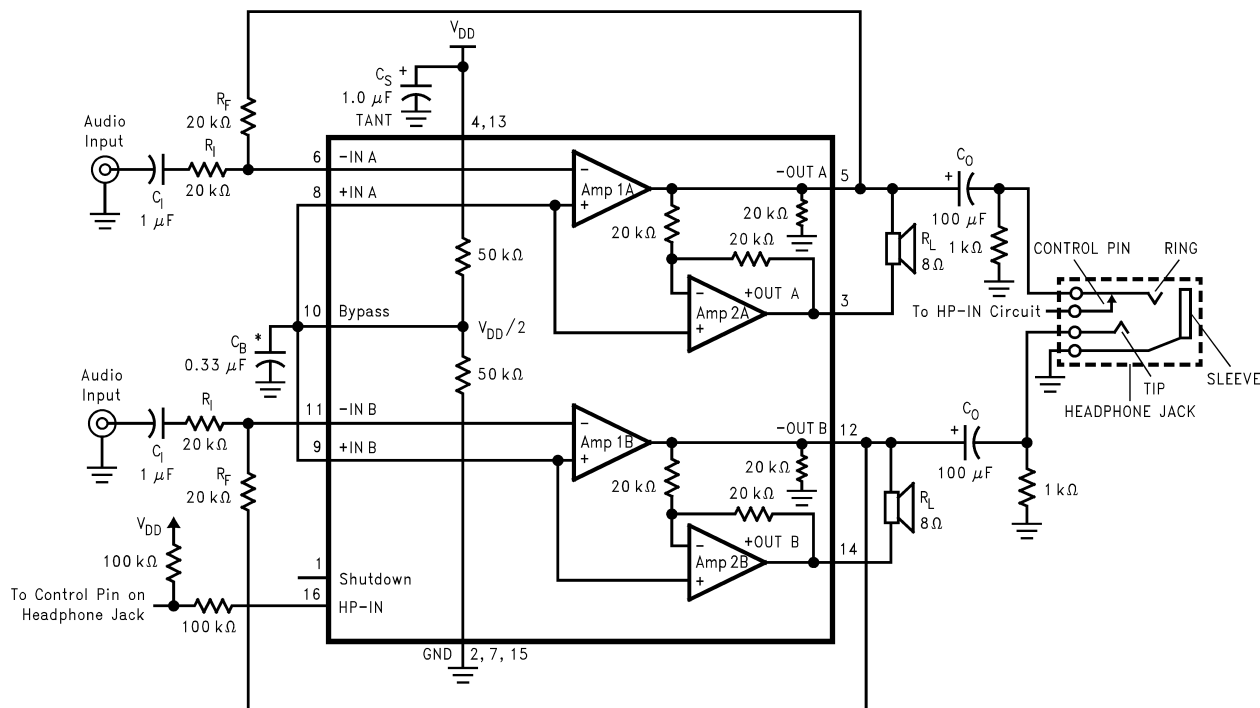 V_DD
C_S +
1.0 μF
TANT
4,13
R_F
20 kΩ
Audio
Input
R_I
20 kΩ
C_I
1 μF
6
-IN A
8
+IN A
Amp 1A
-
+
-OUT A
5
20 kΩ
20 kΩ
20 kΩ
+OUT A
Amp 2A
-
+
3
R_L
8Ω
C_O
+
100 μF
1 kΩ
CONTROL PIN
RING
To HP-IN Circuit
TIP
SLEEVE
HEADPHONE JACK
50 kΩ
10
Bypass
V_DD/2
C_B *
0.33 μF
50 kΩ
Audio
Input
R_I
20 kΩ
C_I
1 μF
R_F
20 kΩ
11
-IN B
9
+IN B
Amp 1B
-
+
-OUT B
12
20 kΩ
20 kΩ
20 kΩ
+OUT B
Amp 2B
-
+
14
R_L
8Ω
C_O
+
100 μF
1 kΩ
V_DD
100 kΩ
To Control Pin on
Headphone Jack
100 kΩ
1
Shutdown
16
HP-IN
GND
2,7,15